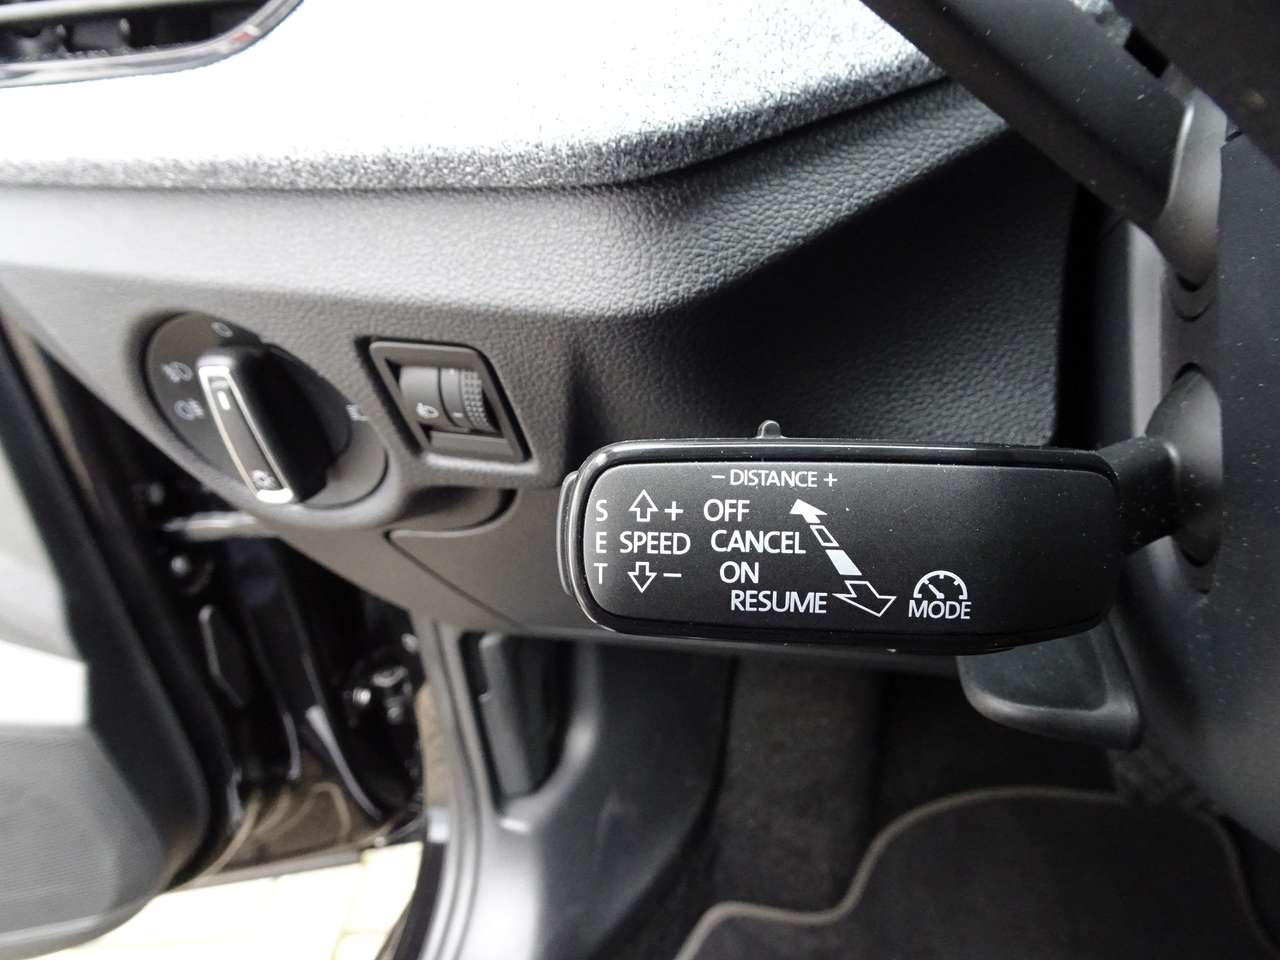 - DISTANCE +
S + OFF
E SPEED CANCEL
T - ON
RESUME
MODE